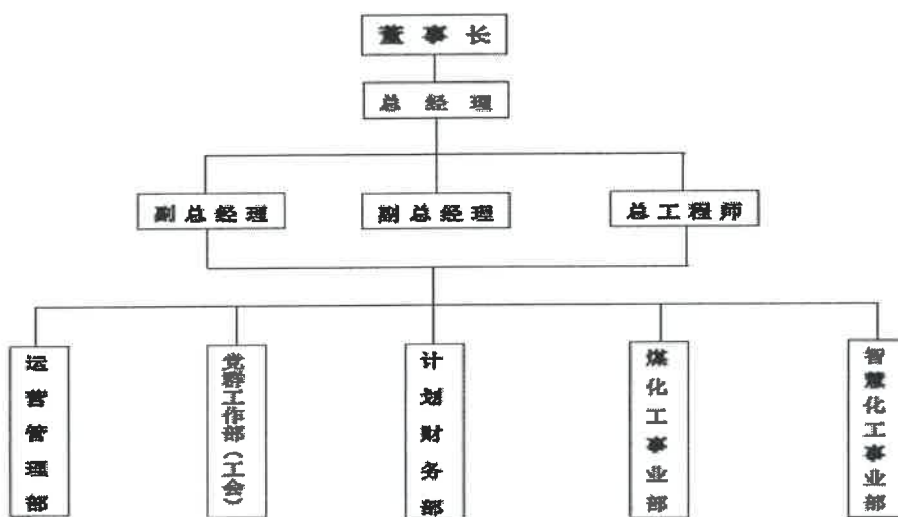 董事长
总经理
副总经理
副总经理
总工程师
运营管理部
党群工作部（工会）
计划财务部
煤化工事业部
智慧化工事业部